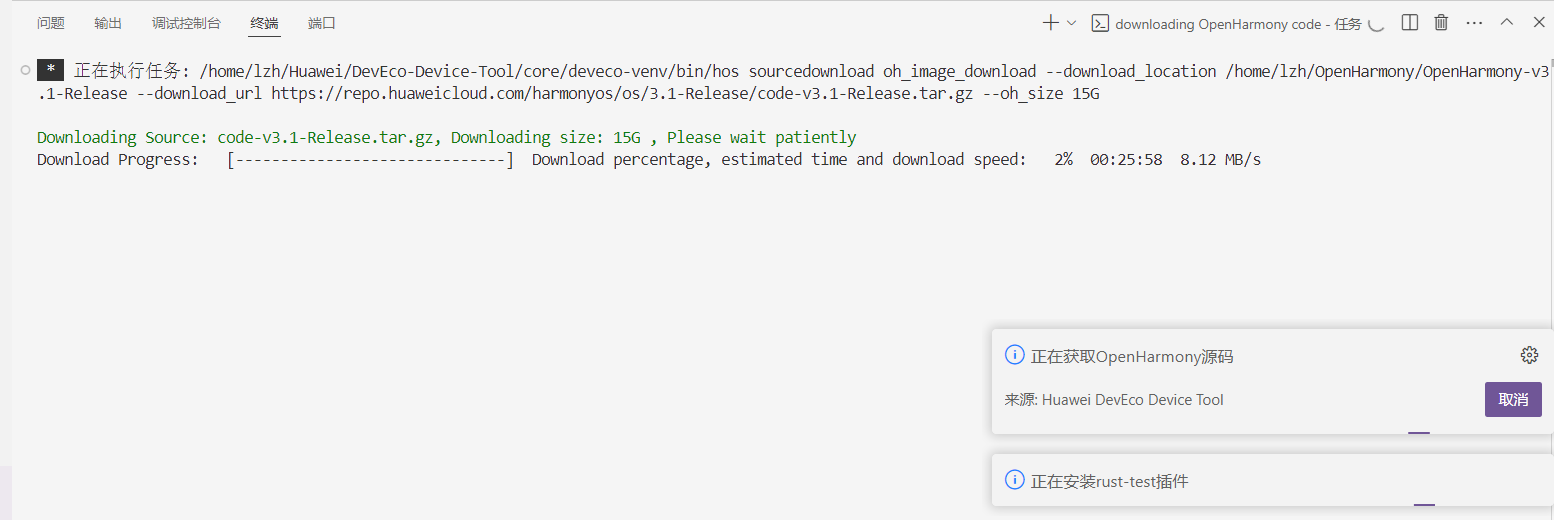 问题 输出 调试控制台 终端 端口 downloading OpenHarmony code - 任务
* 正在执行任务: /home/lzh/Huawei/DevEco-Device-Tool/core/deveco-venv/bin/hos sourcedownload oh_image_download --download_location /home/lzh/OpenHarmony/OpenHarmony-v3
.1-Release --download_url https://repo.huaweicloud.com/harmonyos/os/3.1-Release/code-v3.1-Release.tar.gz --oh_size 15G
Downloading Source: code-v3.1-Release.tar.gz, Downloading size: 15G , Please wait patiently
Download Progress: [------------------------------] Download percentage, estimated time and download speed: 2% 00:25:58 8.12 MB/s
正在获取OpenHarmony源码
来源: Huawei DevEco Device Tool 取消
正在安装rust-test插件